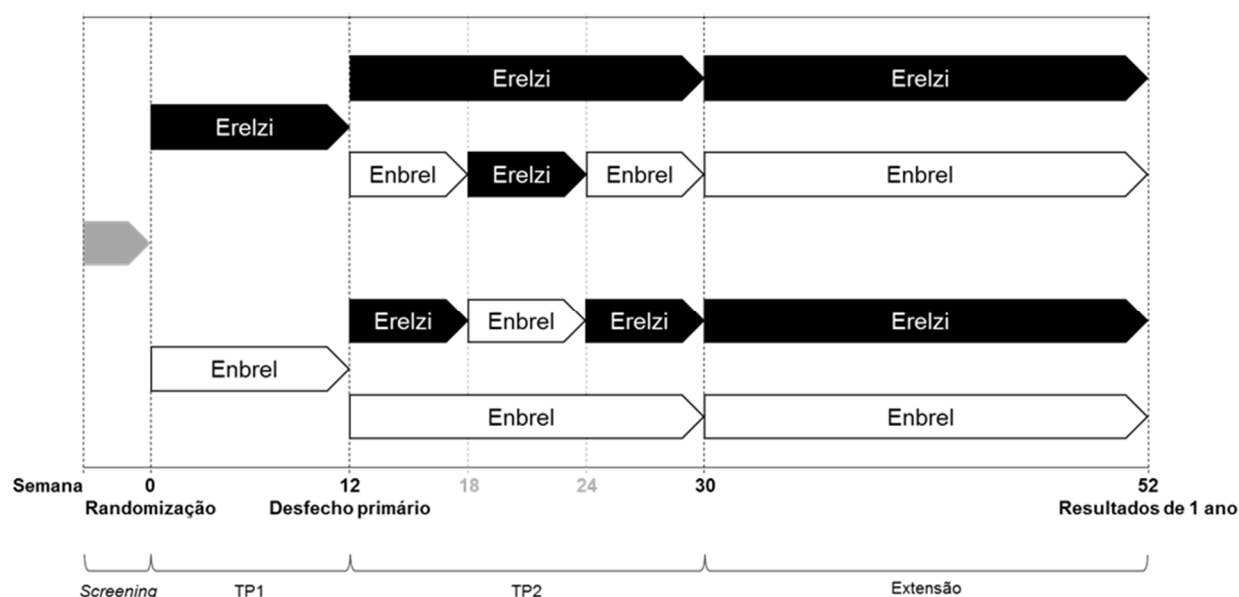 Erelzi
Erelzi
Erelzi
Enbrel
Erelzi
Enbrel
Enbrel
Erelzi
Enbrel
Erelzi
Erelzi
Enbrel
Enbrel
Enbrel
Semana 0 12 18 24 30 52
Randomização Desfecho primário Resultados de 1 ano
Screening TP1 TP2 Extensão